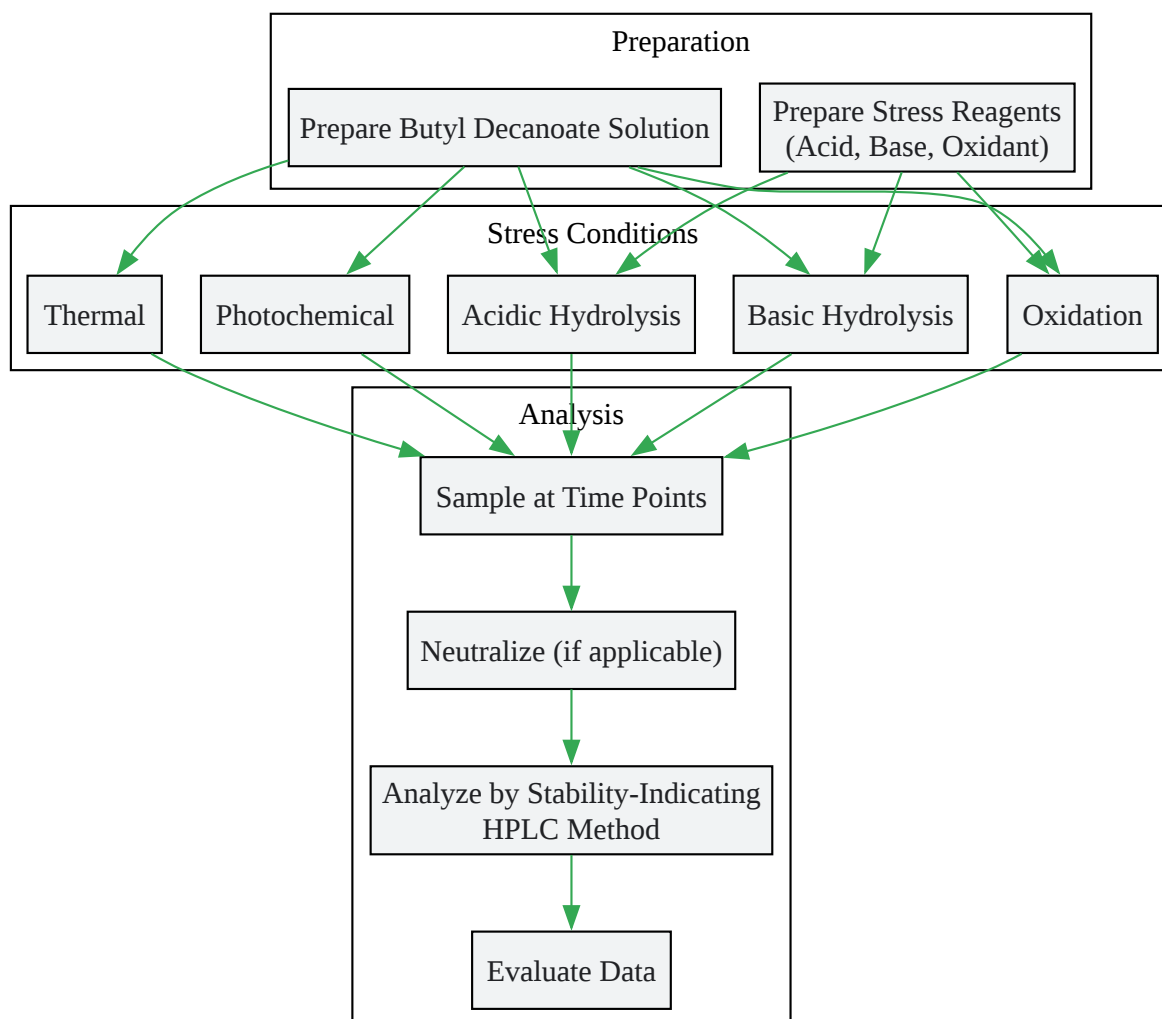 Preparation
Prepare Butyl Decanoate Solution
Prepare Stress Reagents
(Acid, Base, Oxidant)
Stress Conditions
Thermal
Photochemical
Acidic Hydrolysis
Basic Hydrolysis
Oxidation
Analysis
Sample at Time Points
Neutralize (if applicable)
Analyze by Stability-Indicating
HPLC Method
Evaluate Data